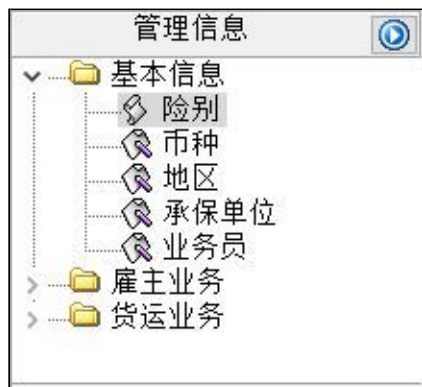 管理信息
基本信息
险别
币种
地区
承保单位
业务员
雇主业务
货运业务